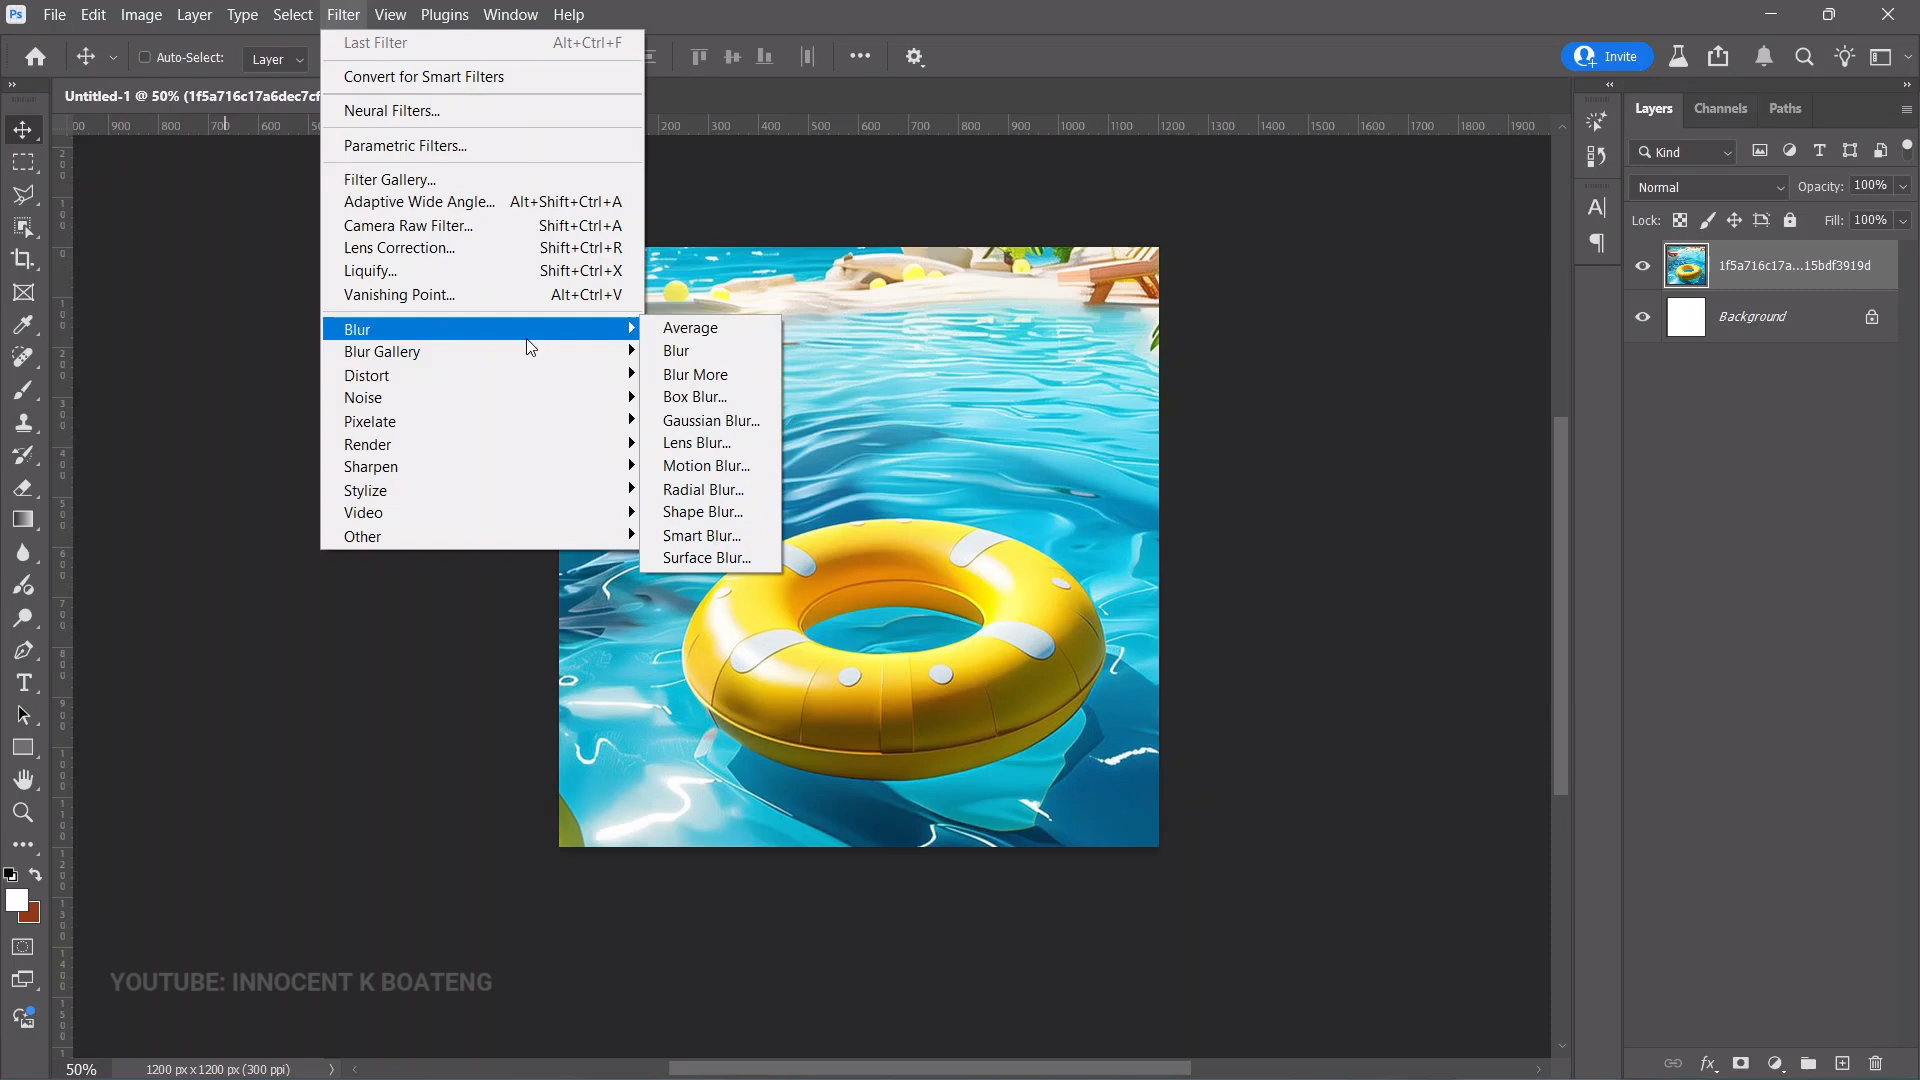 Ps File Edit Image Layer Type Select Filter View Plugins Window Help
Auto-Select: Layer
Invite
Untitled-1 @ 50% (1f5a716c17a6dec7cf
Last Filter Alt+Ctrl+F
Convert for Smart Filters
Neural Filters...
Parametric Filters...
Filter Gallery...
Adaptive Wide Angle... Alt+Shift+Ctrl+A
Camera Raw Filter... Shift+Ctrl+A
Lens Correction... Shift+Ctrl+R
Liquify... Shift+Ctrl+X
Vanishing Point... Alt+Ctrl+V
Blur
Blur Gallery
Distort
Noise
Pixelate
Render
Sharpen
Stylize
Video
Other
Average
Blur
Blur More
Box Blur...
Gaussian Blur...
Lens Blur...
Motion Blur...
Radial Blur...
Shape Blur...
Smart Blur...
Surface Blur...
900 800 700 600
200 300 400 500 600 700 800 900 1000 1100 1200 1300 1400 1500 1600 1700 1800 1900
Layers Channels Paths
Kind
Normal Opacity: 100%
Lock: Fill: 100%
1f5a716c17a...15bdf3919d
Background
YOUTUBE: INNOCENT K BOATENG
50% 1200 px x 1200 px (300 ppi)